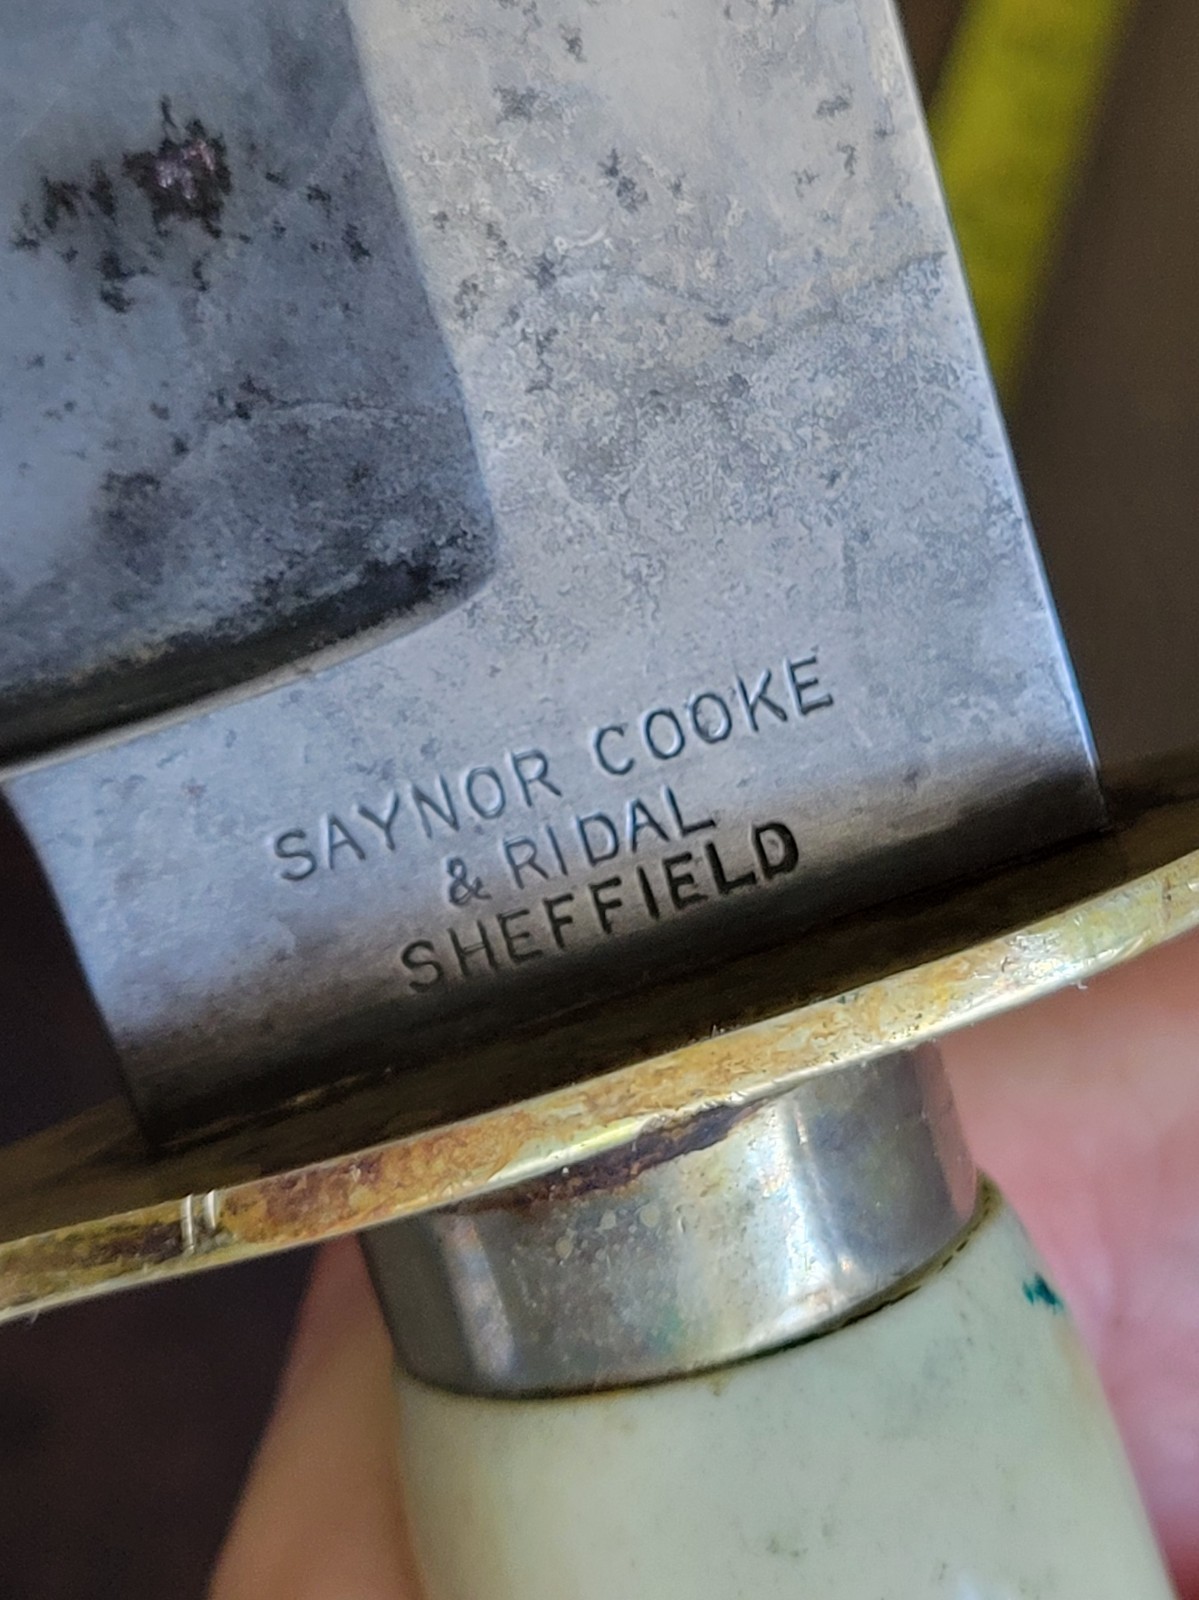 SAYNOR COOKE
& RIDAL
SHEFFIELD